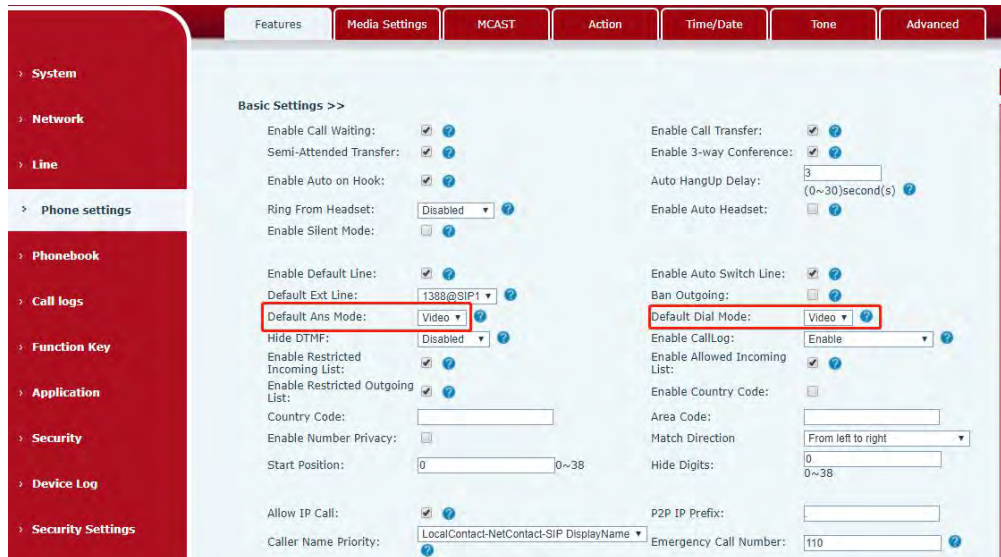 Features Media Settings MCAST Action Time/Date Tone Advanced
› System
› Network
› Line
› Phone settings
› Phonebook
› Call logs
› Function Key
› Application
› Security
› Device Log
› Security Settings
Basic Settings >>
Enable Call Waiting: Enable Call Transfer:
Semi-Attended Transfer: Enable 3-way Conference:
Enable Auto on Hook: Auto HangUp Delay: 3
(0~30)second(s)
Ring From Headset: Disabled Enable Auto Headset:
Enable Silent Mode:
Enable Default Line: Enable Auto Switch Line:
Default Ext Line: 1388@SIP1 Ban Outgoing:
Default Ans Mode: Video Default Dial Mode: Video
Hide DTMF: Disabled Enable CallLog: Enable
Enable Restricted Incoming List: Enable Allowed Incoming List:
Enable Restricted Outgoing List: Enable Country Code:
Country Code: Area Code:
Enable Number Privacy: Match Direction From left to right
Start Position: 0 0~38 Hide Digits: 0
0~38
Allow IP Call: P2P IP Prefix: .
Caller Name Priority: LocalContact-NetContact-SIP DisplayName Emergency Call Number: 110